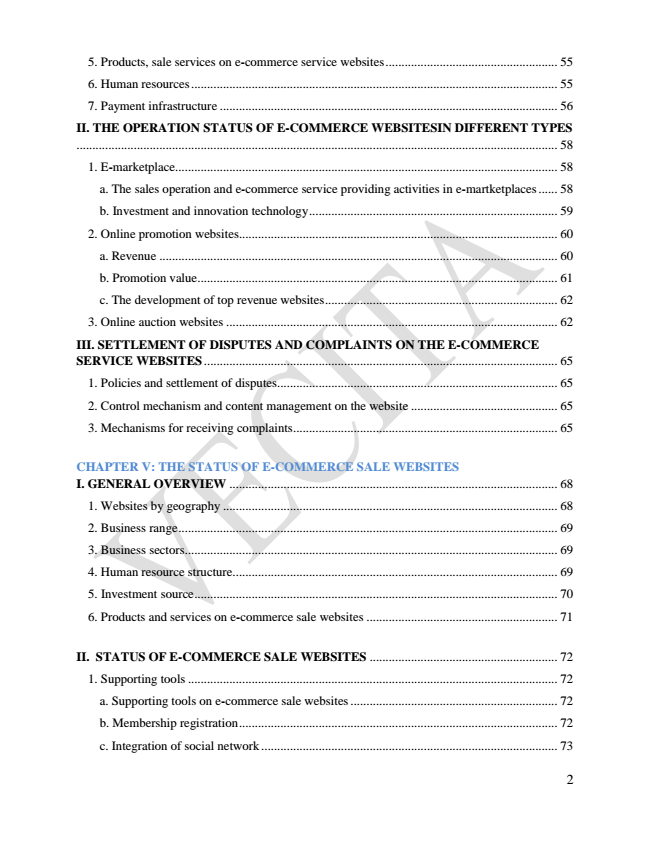 5. Products, sale services on e-commerce service websites.......................................................... 55
6. Human resources.......................................................................................................................... 55
7. Payment infrastructure ................................................................................................................. 56
II. THE OPERATION STATUS OF E-COMMERCE WEBSITESIN DIFFERENT TYPES
................................................................................................................................................... 58
1. E-marketplace............................................................................................................................... 58
a. The sales operation and e-commerce service providing activities in e-martketplaces ...... 58
b. Investment and innovation technology............................................................................ 59
2. Online promotion websites.......................................................................................................... 60
a. Revenue ......................................................................................................................... 60
b. Promotion value.............................................................................................................. 61
c. The development of top revenue websites....................................................................... 62
3. Online auction websites ............................................................................................................... 62
III. SETTLEMENT OF DISPUTES AND COMPLAINTS ON THE E-COMMERCE
SERVICE WEBSITES............................................................................................................ 65
1. Policies and settlement of disputes............................................................................................... 65
2. Control mechanism and content management on the website ............................................. 65
3. Mechanisms for receiving complaints.......................................................................................... 65
CHAPTER V: THE STATUS OF E-COMMERCE SALE WEBSITES
I. GENERAL OVERVIEW .................................................................................................... 68
1. Websites by geography ................................................................................................................ 68
2. Business range.............................................................................................................................. 69
3. Business sectors............................................................................................................................ 69
4. Human resource structure............................................................................................................ 69
5. Investment source......................................................................................................................... 70
6. Products and services on e-commerce sale websites ........................................................... 71
II. STATUS OF E-COMMERCE SALE WEBSITES ......................................................... 72
1. Supporting tools ........................................................................................................................... 72
a. Supporting tools on e-commerce sale websites ............................................................... 72
b. Membership registration.................................................................................................. 72
c. Integration of social network........................................................................................... 73
2
VECITA